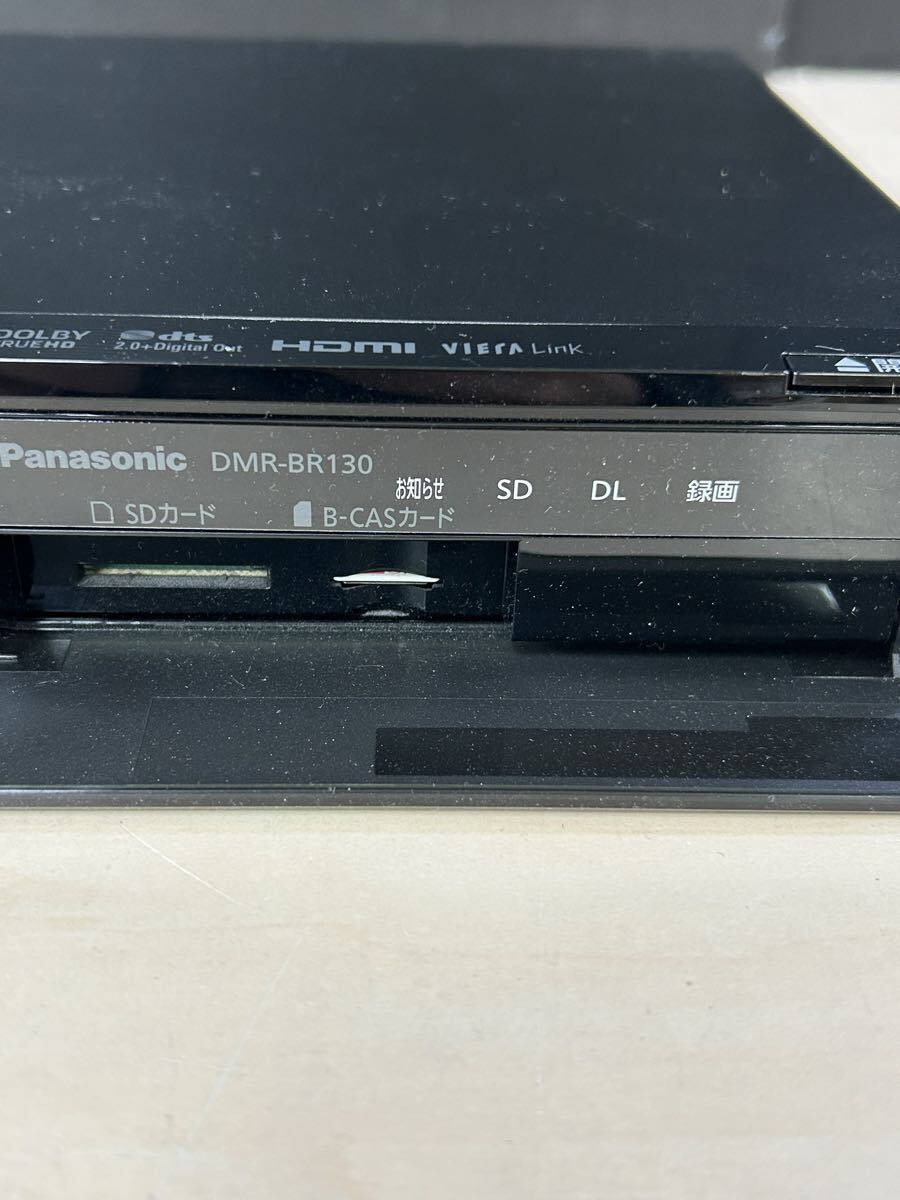 DOLBY
TRUEHD
dts
2.0+Digital Out
HDMI
VIERA Link
開
Panasonic DMR-BR130
お知らせ SD DL 録画
SDカード B-CASカード